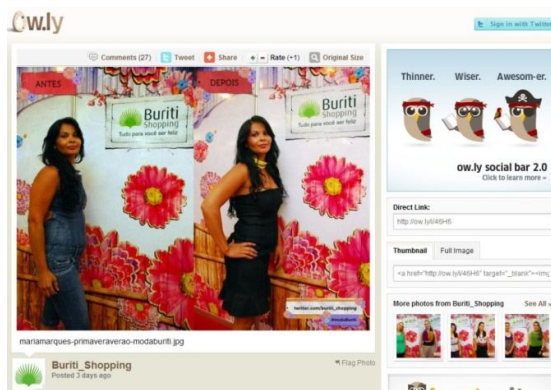 Ow.ly
Sign in with Twitter
Comments (27) Tweet Share Rate (+1) Original Size
ANTES
DEPOIS
Buriti
Shopping
Tudo para você ser feliz
Buriti
Shopping
Tudo para você ser feliz
twitter.com/buriti_shopping
#modaburiti
mariamarques-primaveraverao-modaburiti.jpg
Buriti_Shopping
Posted 3 days ago
Flag Photo
Thinner. Wiser. Awesom-er.
ow.ly social bar 2.0
Click to learn more »
Direct Link:
http://ow.ly/i/46H6
Thumbnail Full Image
<a href="http://ow.ly/i/46H6" target="_blank"><img
More photos from Buriti_Shopping See All »